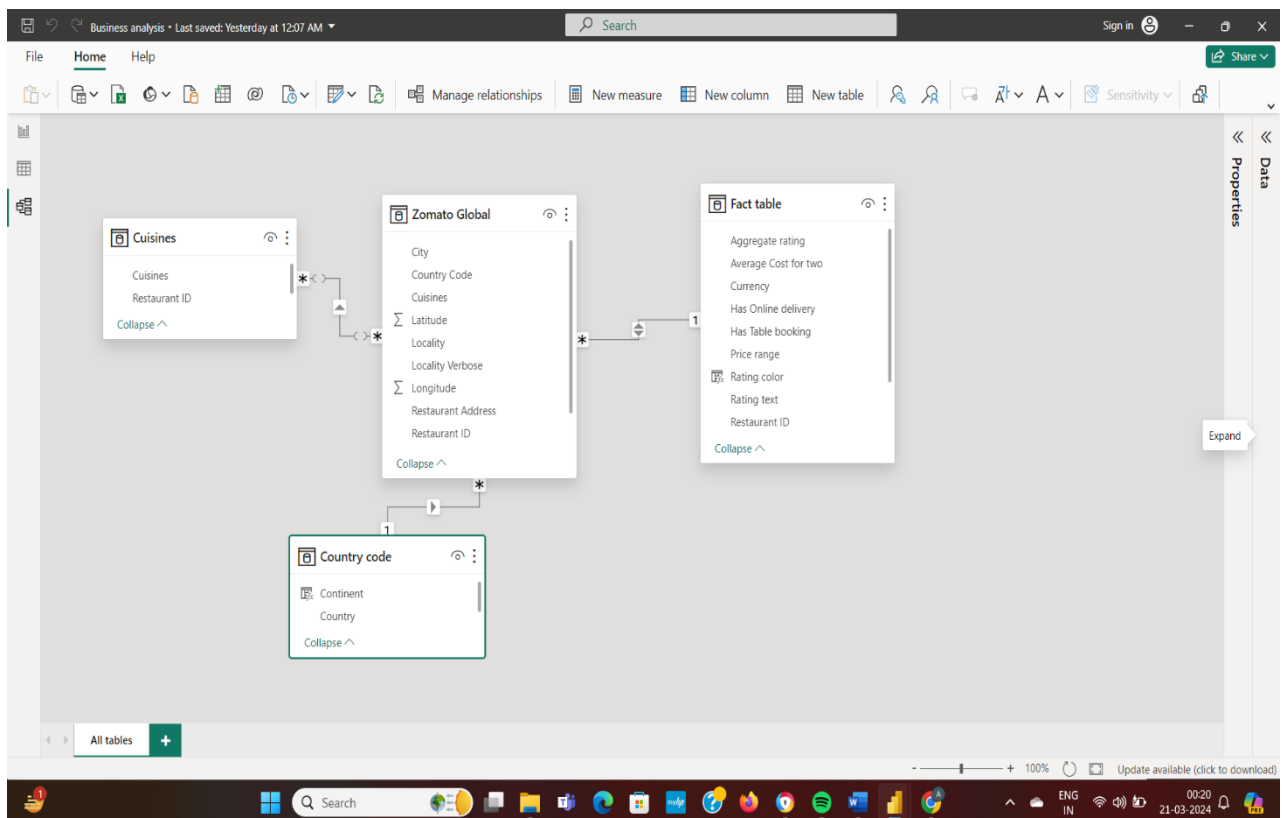 Business analysis • Last saved: Yesterday at 12:07 AM
Search
Sign in
File
Home
Help
Share
Manage relationships
New measure
New column
New table
Sensitivity
Properties
Data
Expand
Cuisines
Cuisines
Restaurant ID
Collapse
*
*
Zomato Global
City
Country Code
Cuisines
Σ Latitude
Locality
Locality Verbose
Σ Longitude
Restaurant Address
Restaurant ID
Collapse
*
*
1
Fact table
Aggregate rating
Average Cost for two
Currency
Has Online delivery
Has Table booking
Price range
Rating color
Rating text
Restaurant ID
Collapse
1
Country code
Continent
Country
Collapse
All tables
+
- + 100%
Update available (click to download)
1
Search
ENG
IN
00:20
21-03-2024